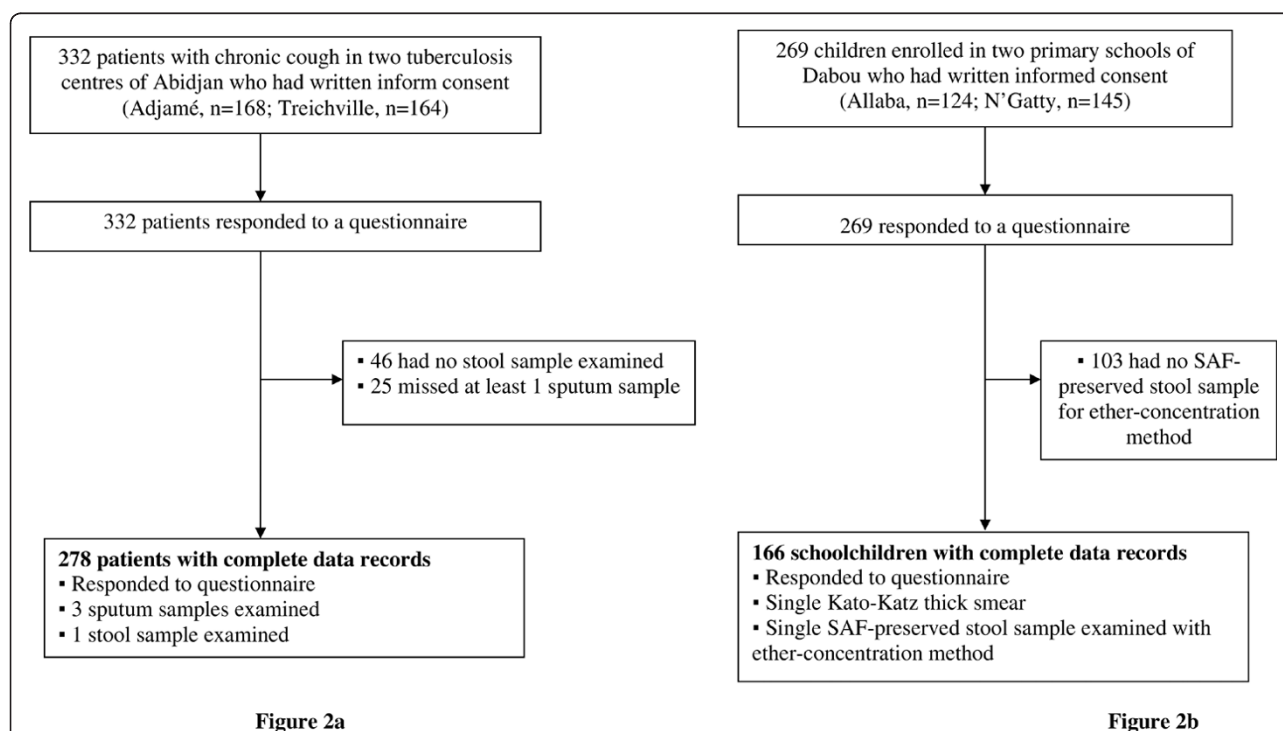 332 patients with chronic cough in two tuberculosis
centres of Abidjan who had written inform consent
(Adjamé, n=168; Treichville, n=164)
332 patients responded to a questionnaire
▪ 46 had no stool sample examined
▪ 25 missed at least 1 sputum sample
278 patients with complete data records
▪ Responded to questionnaire
▪ 3 sputum samples examined
▪ 1 stool sample examined
Figure 2a
269 children enrolled in two primary schools of
Dabou who had written informed consent
(Allaba, n=124; N’Gatty, n=145)
269 responded to a questionnaire
▪ 103 had no SAF-
preserved stool sample
for ether-concentration
method
166 schoolchildren with complete data records
▪ Responded to questionnaire
▪ Single Kato-Katz thick smear
▪ Single SAF-preserved stool sample examined with
ether-concentration method
Figure 2b